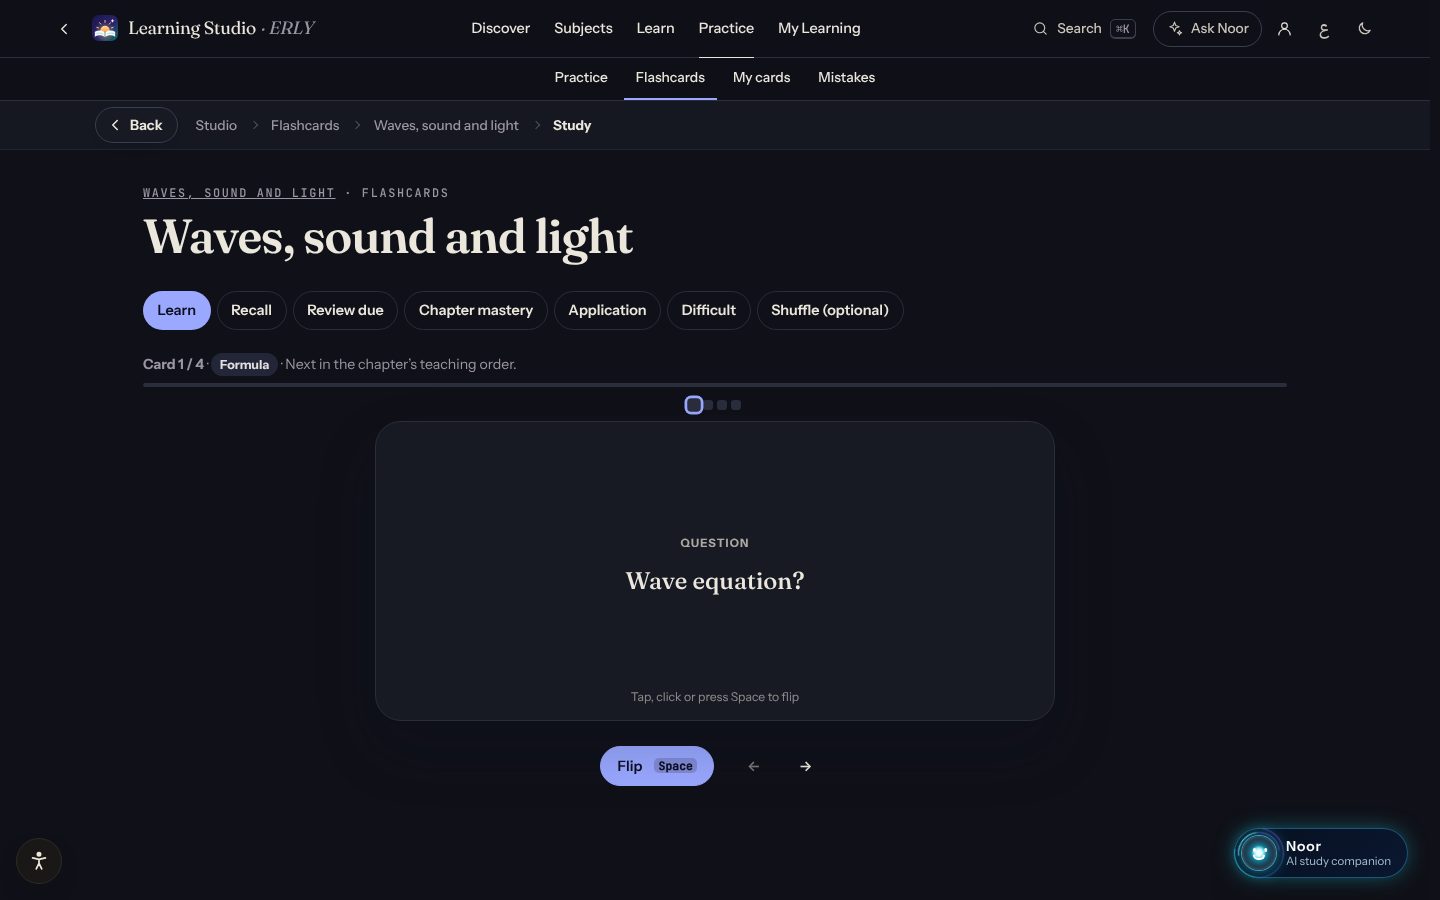 Learning Studio · ERLY
Discover Subjects Learn Practice My Learning
Search ⌘K Ask Noor ع
Practice Flashcards My cards Mistakes
Back Studio Flashcards Waves, sound and light Study
WAVES, SOUND AND LIGHT · FLASHCARDS
Waves, sound and light
Learn Recall Review due Chapter mastery Application Difficult Shuffle (optional)
Card 1 / 4 · Formula · Next in the chapter’s teaching order.
QUESTION
Wave equation?
Tap, click or press Space to flip
Flip Space ← →
Noor
AI study companion